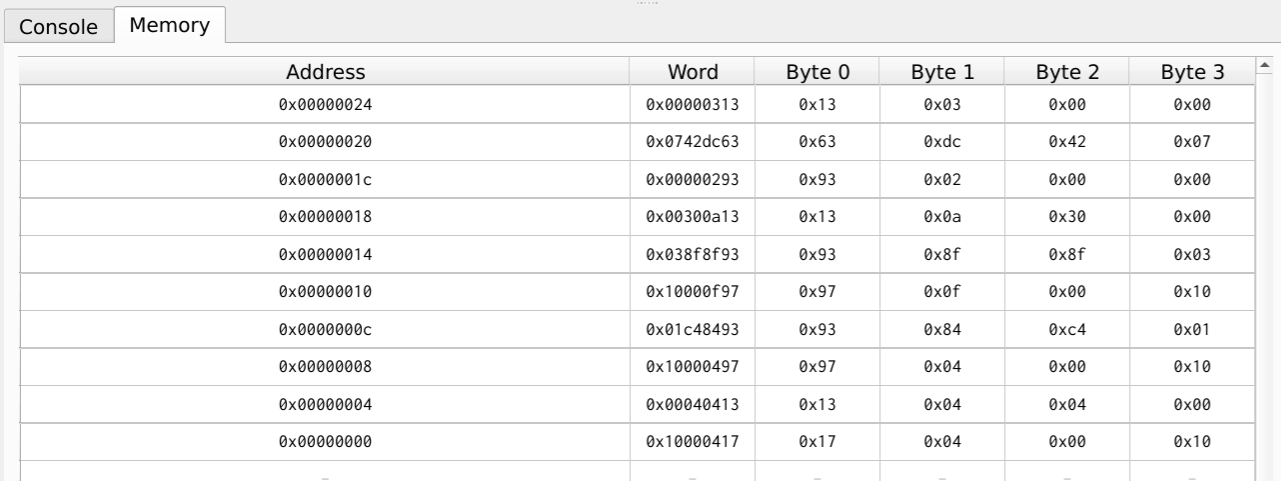 Console Memory
Address Word Byte 0 Byte 1 Byte 2 Byte 3
0x00000024 0x00000313 0x13 0x03 0x00 0x00
0x00000020 0x0742dc63 0x63 0xdc 0x42 0x07
0x0000001c 0x00000293 0x93 0x02 0x00 0x00
0x00000018 0x00300a13 0x13 0x0a 0x30 0x00
0x00000014 0x038f8f93 0x93 0x8f 0x8f 0x03
0x00000010 0x10000f97 0x97 0x0f 0x00 0x10
0x0000000c 0x01c48493 0x93 0x84 0xc4 0x01
0x00000008 0x10000497 0x97 0x04 0x00 0x10
0x00000004 0x00040413 0x13 0x04 0x04 0x00
0x00000000 0x10000417 0x17 0x04 0x00 0x10